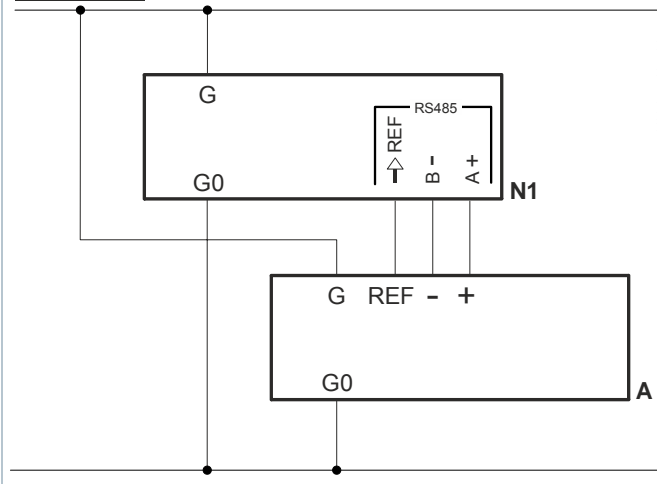 G
RS485
REF
B -
A +
G0
N1
G REF - +
G0
A